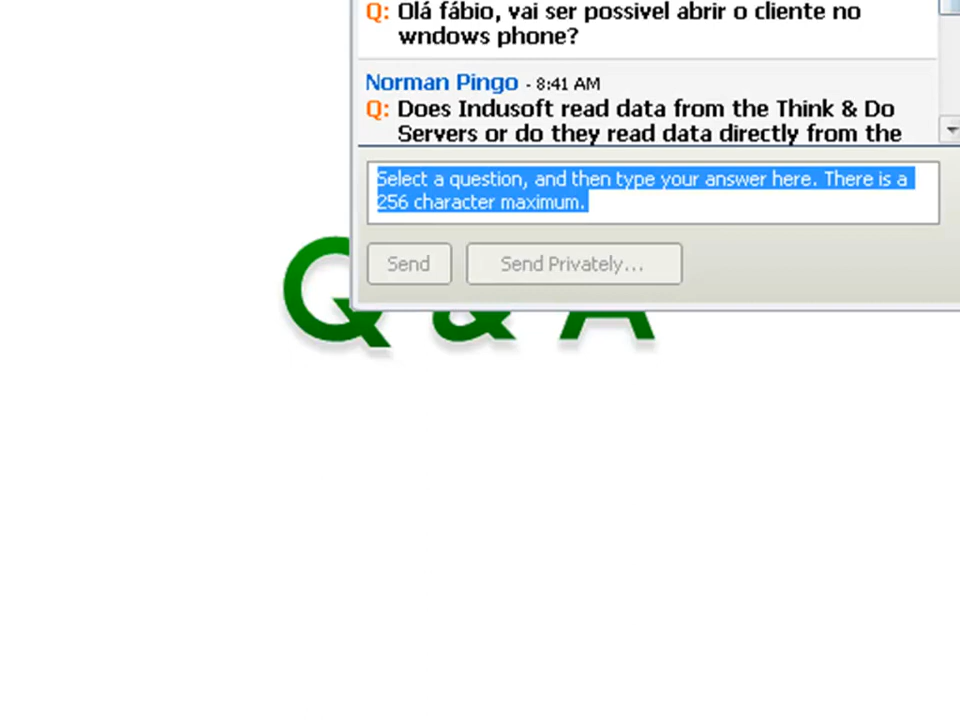 Q: Olá fábio, vai ser possivel abrir o cliente no
wndows phone?
Norman Pingo - 8:41 AM
Q: Does Indusoft read data from the Think & Do
Servers or do they read data directly from the
Select a question, and then type your answer here. There is a
256 character maximum.
Send Send Privately...
Q & A